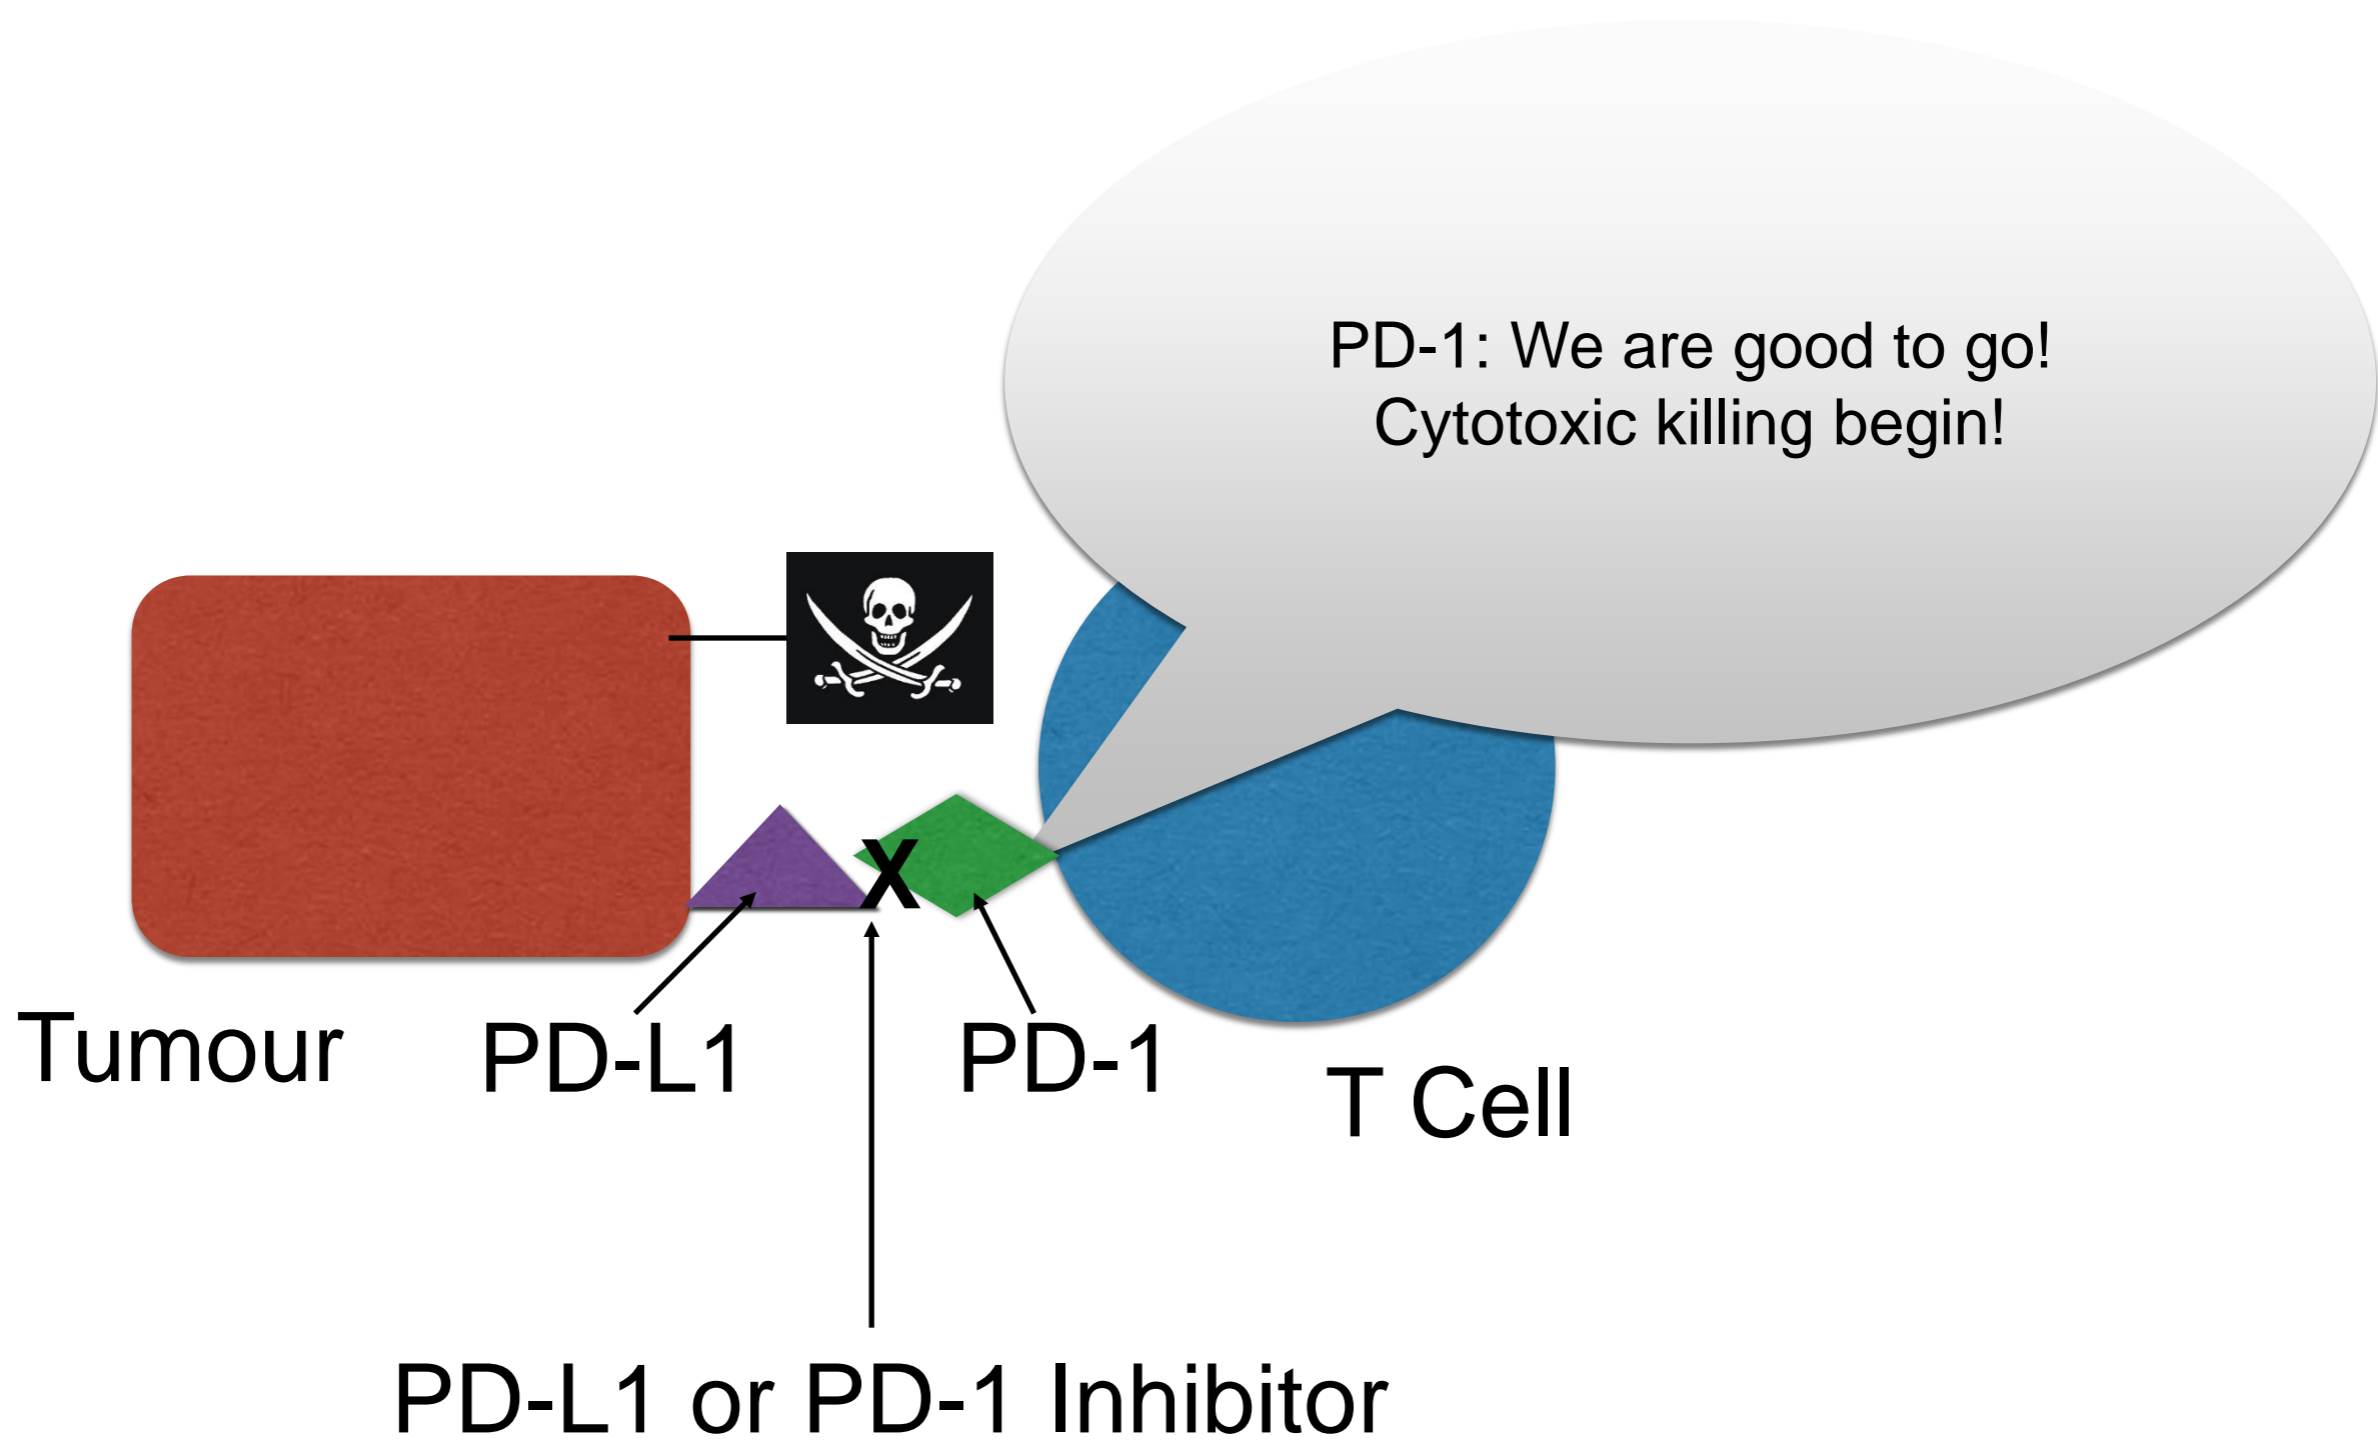 PD-1: We are good to go!
Cytotoxic killing begin!
X
Tumour
PD-L1
PD-1
T Cell
PD-L1 or PD-1 Inhibitor